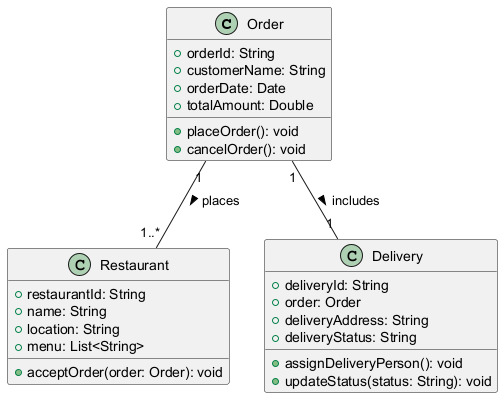 C Order
orderId: String
customerName: String
orderDate: Date
totalAmount: Double
placeOrder(): void
cancelOrder(): void
1
1
places
includes
1..*
1
C Restaurant
restaurantId: String
name: String
location: String
menu: List<String>
acceptOrder(order: Order): void
C Delivery
deliveryId: String
order: Order
deliveryAddress: String
deliveryStatus: String
assignDeliveryPerson(): void
updateStatus(status: String): void